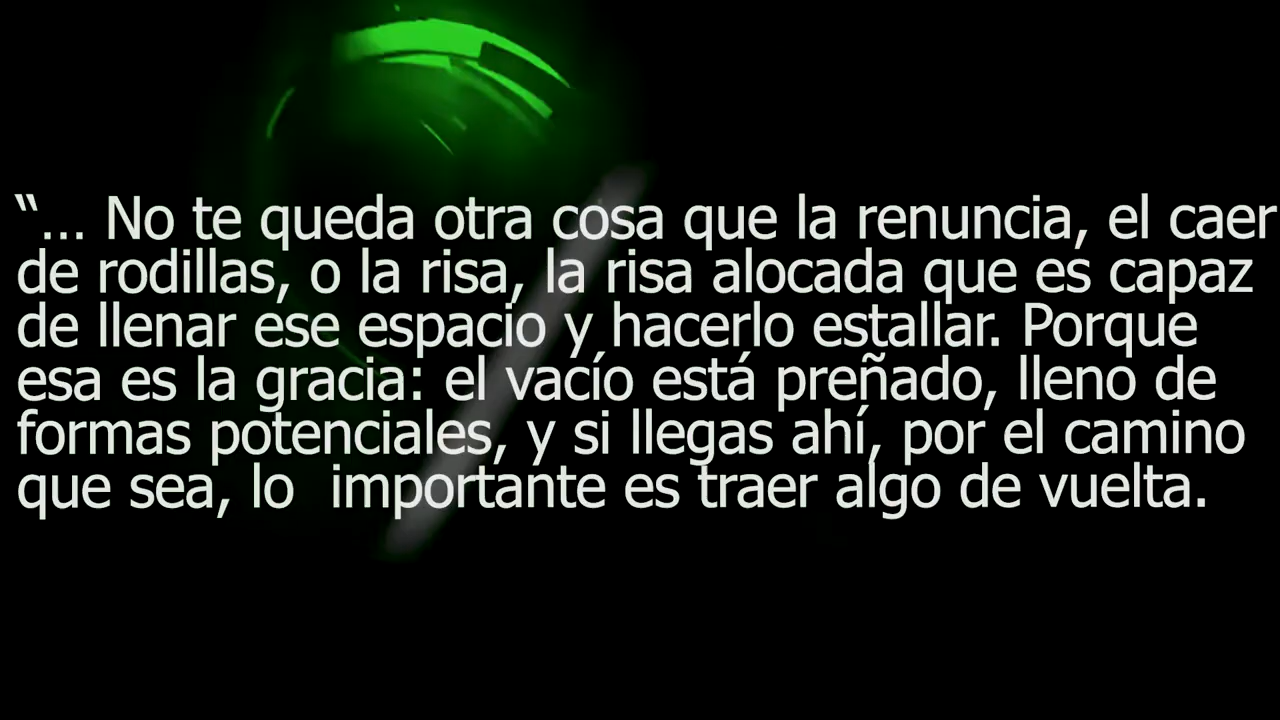 “... No te queda otra cosa que la renuncia, el caer
de rodillas, o la risa, la risa alocada que es capaz
de llenar ese espacio y hacerlo estallar. Porque
esa es la gracia: el vacío está preñado, lleno de
formas potenciales, y si llegas ahí, por el camino
que sea, lo  importante es traer algo de vuelta.